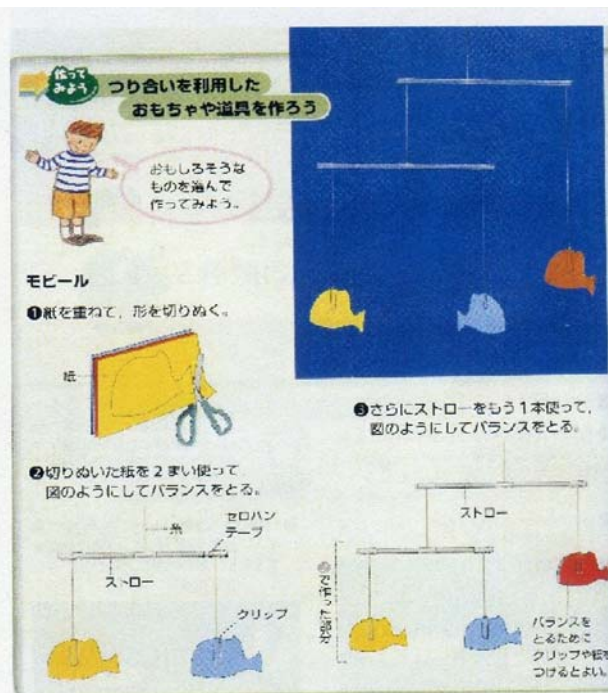 作って
みよう
つり合いを利用した
おもちゃや道具を作ろう
おもしろそうな
ものを選んで
作ってみよう。
モビール
❶紙を重ねて，形を切りぬく。
紙
❷切りぬいた紙を2まい使って
図のようにしてバランスをとる。
糸
セロハン
テープ
ストロー
クリップ
❸さらにストローをもう1本使って，
図のようにしてバランスをとる。
ストロー
❷で作った部分
バランスを
とるために
クリップや紙を
つけるとよい。